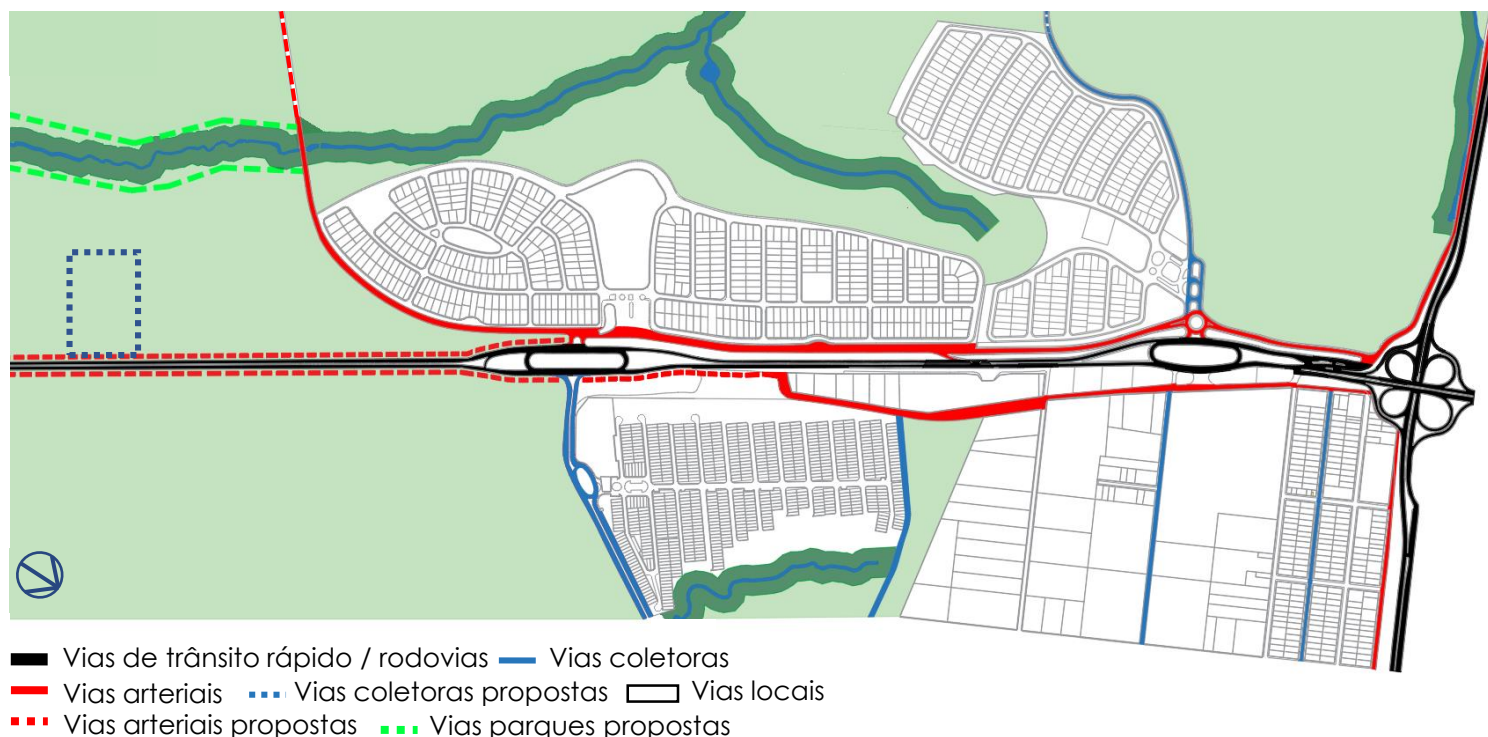 Vias de trânsito rápido / rodovias Vias coletoras
Vias arteriais Vias coletoras propostas Vias locais
Vias arteriais propostas Vias parques propostas